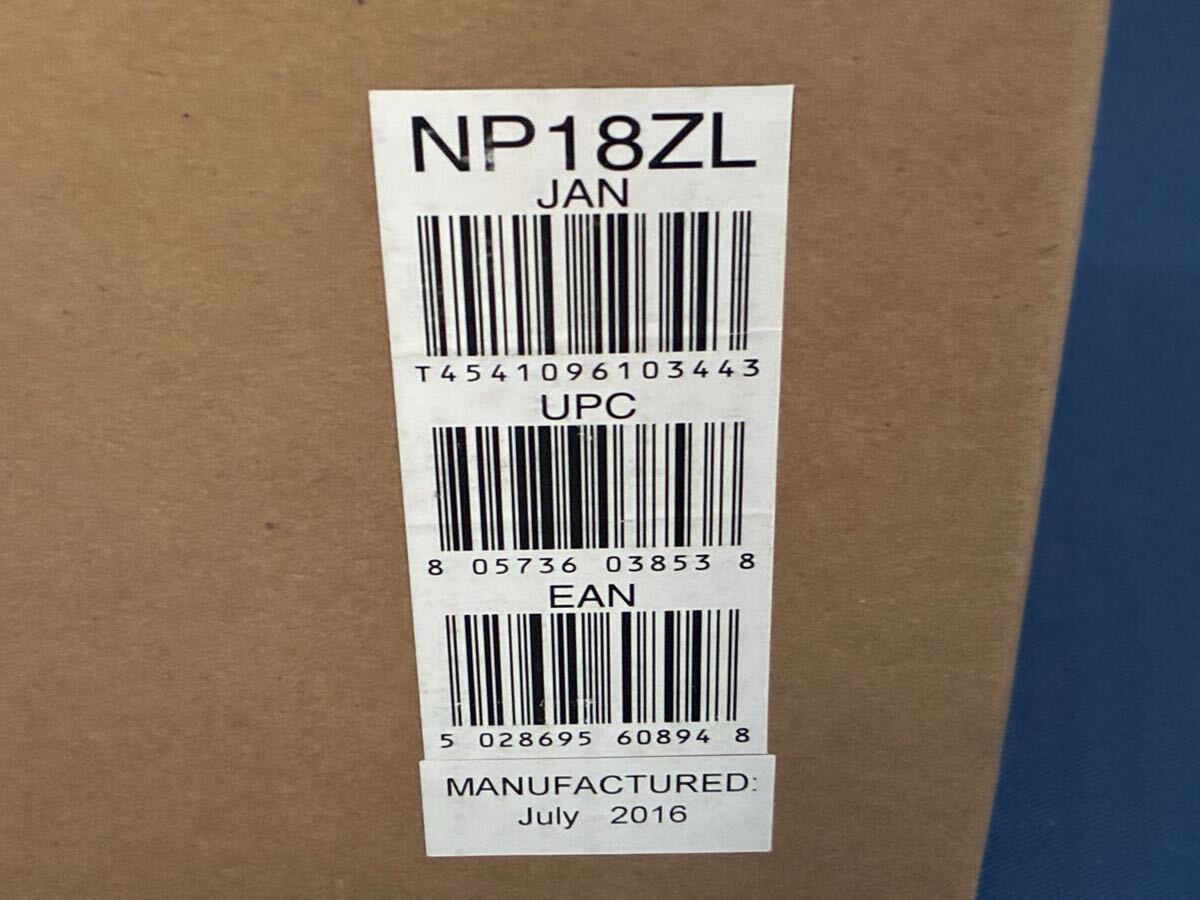 NP18ZL
JAN
T4541096103443
UPC
8 05736 03853 8
EAN
5 028695 60894 8
MANUFACTURED:
July 2016